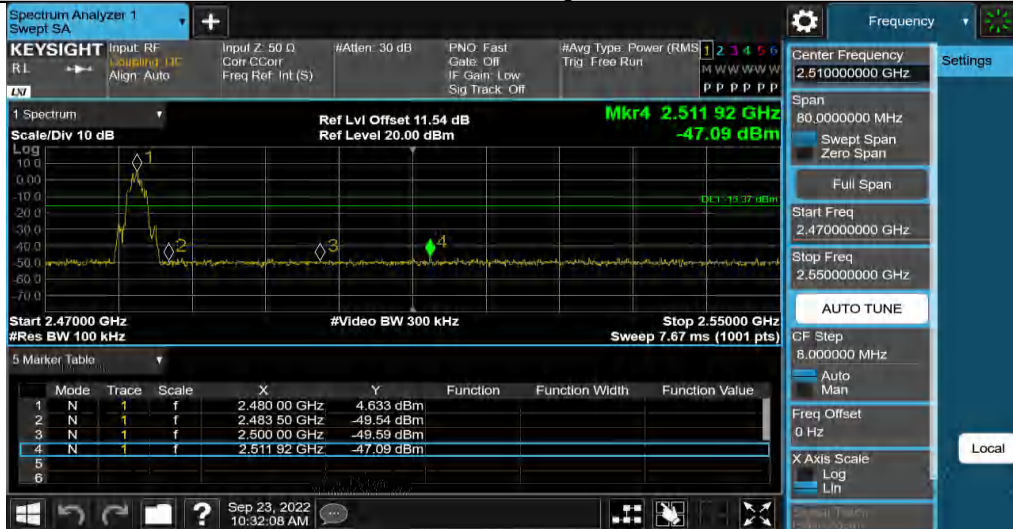 Spectrum Analyzer 1
Swept SA
+
Frequency
KEYSIGHT Input: RF Input Z: 50 Ω #Atten: 30 dB PNO: Fast #Avg Type: Power (RMS 1 2 3 4 5 6
RL Coupling: DC Corr CCorr Gate: Off Trig: Free Run
Align: Auto Freq Ref: Int (S) IF Gain: Low M W W W W W
LXI Sig Track: Off P P P P P P
Center Frequency
2.510000000 GHz
Settings
1 Spectrum
Ref Lvl Offset 11.54 dB
Mkr4 2.511 92 GHz
Scale/Div 10 dB
Ref Level 20.00 dBm
-47.09 dBm
Span
80.0000000 MHz
Swept Span
Zero Span
Full Span
Log
10.0
0.00
-10.0
-20.0
-30.0
-40.0
-50.0
-60.0
-70.0
1
2
3
4
DL1 -15.37 dBm
Start Freq
2.470000000 GHz
Stop Freq
2.550000000 GHz
AUTO TUNE
Start 2.47000 GHz #Video BW 300 kHz Stop 2.55000 GHz
#Res BW 100 kHz Sweep 7.67 ms (1001 pts)
CF Step
8.000000 MHz
Auto
Man
Freq Offset
0 Hz
X Axis Scale
Log
Lin
Local
5 Marker Table
Mode Trace Scale X Y Function Function Width Function Value
1 N 1 f 2.480 00 GHz 4.633 dBm
2 N 1 f 2.483 50 GHz -49.54 dBm
3 N 1 f 2.500 00 GHz -49.59 dBm
4 N 1 f 2.511 92 GHz -47.09 dBm
5
6
?
Sep 23, 2022
10:32:08 AM